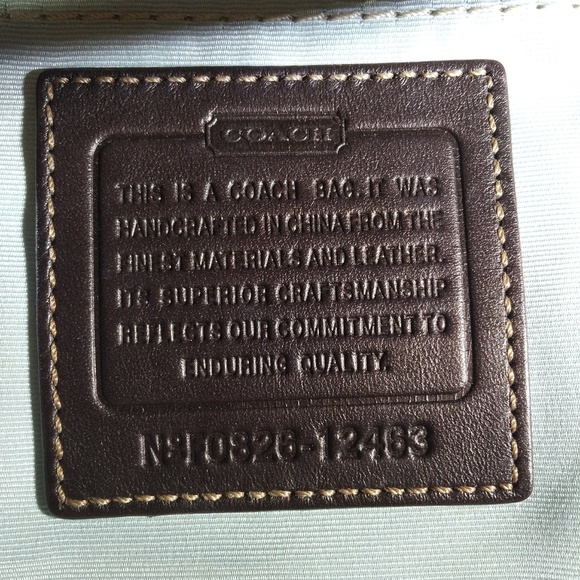 COACH
THIS IS A COACH BAG. IT WAS
HANDCRAFTED IN CHINA FROM THE
FINEST MATERIALS AND LEATHER.
ITS SUPERIOR CRAFTSMANSHIP
REFLECTS OUR COMMITMENT TO
ENDURING QUALITY.
Nº F0826-12463